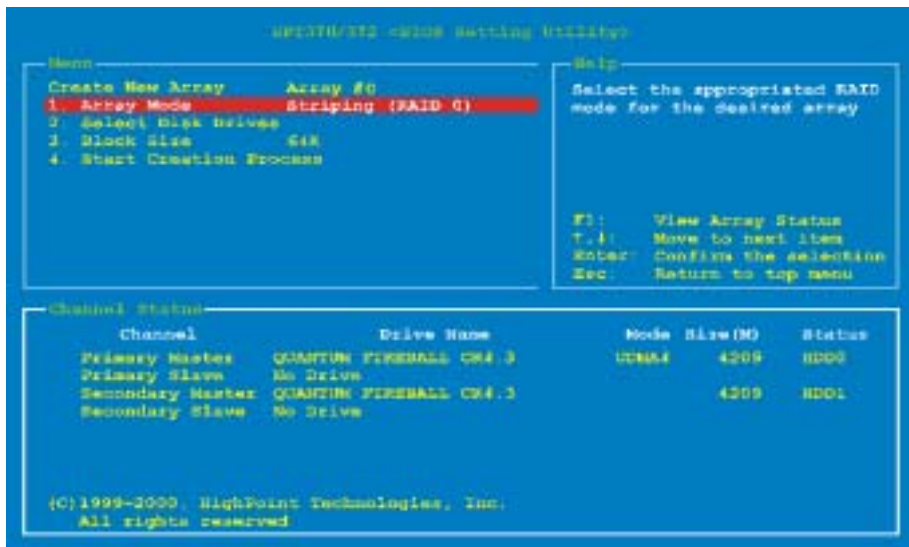 <BIOS Setting Utility>
Menu
Create New Array Array #0
1. Array Mode Striping (RAID 0)
2. Select Disk Drives
3. Block Size 64K
4. Start Creation Process
Help
Select the appropriated RAID
mode for the desired array
F1: View Array Status
↑,↓: Move to next item
Enter: Confirm the selection
Esc: Return to top menu
Channel Status
Channel Drive Name Mode Size(M) Status
Primary Master QUANTUM FIREBALL CR4.3 UDMA4 4209 HDD0
Primary Slave No Drive
Secondary Master QUANTUM FIREBALL CR4.3 4209 HDD1
Secondary Slave No Drive
(C)1999-2000. HighPoint Technologies, Inc.
All rights reserved